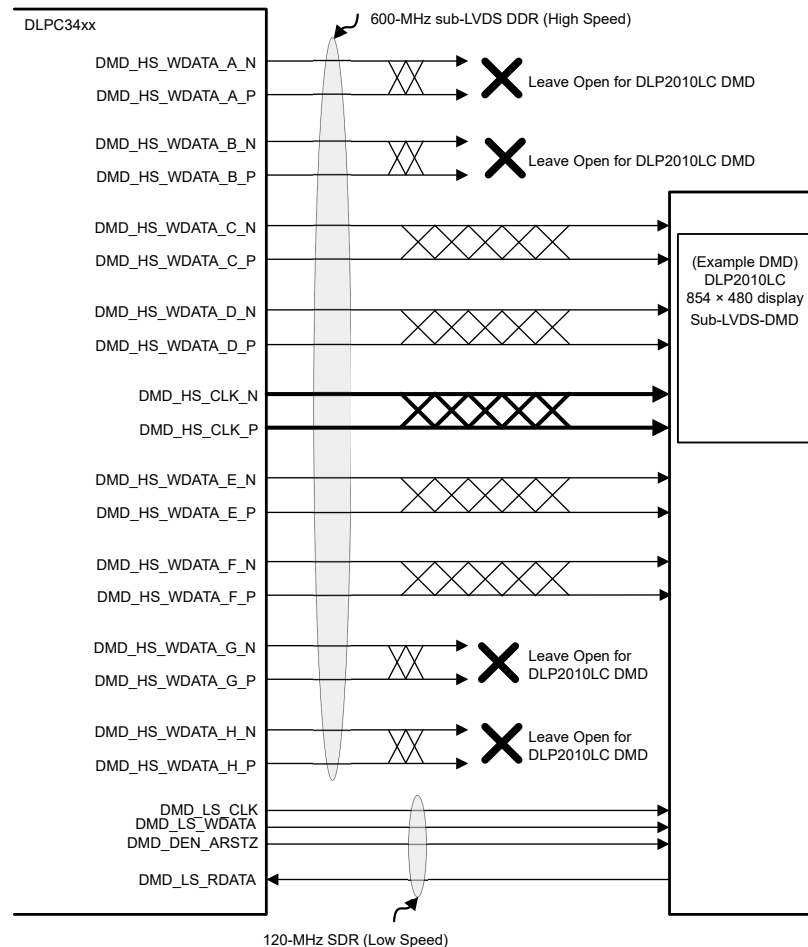 600-MHz sub-LVDS DDR (High Speed)
DLPC34xx
DMD_HS_WDATA_A_N
DMD_HS_WDATA_A_P
Leave Open for DLP2010LC DMD
DMD_HS_WDATA_B_N
DMD_HS_WDATA_B_P
Leave Open for DLP2010LC DMD
DMD_HS_WDATA_C_N
DMD_HS_WDATA_C_P
(Example DMD)
DLP2010LC
854 × 480 display
Sub-LVDS-DMD
DMD_HS_WDATA_D_N
DMD_HS_WDATA_D_P
DMD_HS_CLK_N
DMD_HS_CLK_P
DMD_HS_WDATA_E_N
DMD_HS_WDATA_E_P
DMD_HS_WDATA_F_N
DMD_HS_WDATA_F_P
DMD_HS_WDATA_G_N
DMD_HS_WDATA_G_P
Leave Open for
DLP2010LC DMD
DMD_HS_WDATA_H_N
DMD_HS_WDATA_H_P
Leave Open for
DLP2010LC DMD
DMD_LS_CLK
DMD_LS_WDATA
DMD_DEN_ARSTZ
DMD_LS_RDATA
120-MHz SDR (Low Speed)